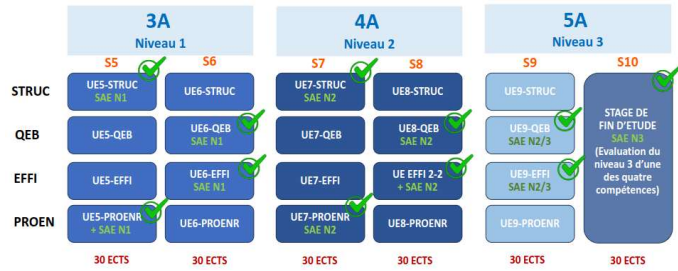 3A
Niveau 1
4A
Niveau 2
5A
Niveau 3
S5
S6
S7
S8
S9
S10
STRUC
UE5-STRUC
SAE N1
UE6-STRUC
UE7-STRUC
SAE N2
UE8-STRUC
UE9-STRUC
QEB
UE5-QEB
UE6-QEB
SAE N1
UE7-QEB
UE8-QEB
SAE N2
UE9-QEB
SAE N2/3
EFFI
UE5-EFFI
UE6-EFFI
SAE N1
UE7-EFFI
UE EFFI 2-2
+ SAE N2
UE9-EFFI
SAE N2/3
PROEN
UE5-PROENR
+ SAE N1
UE6-PROENR
UE7-PROENR
SAE N2
UE8-PROENR
UE9-PROENR
STAGE DE
FIN D'ETUDE
SAE N3
(Evaluation du
niveau 3 d'une
des quatre
compétences)
30 ECTS
30 ECTS
30 ECTS
30 ECTS
30 ECTS
30 ECTS